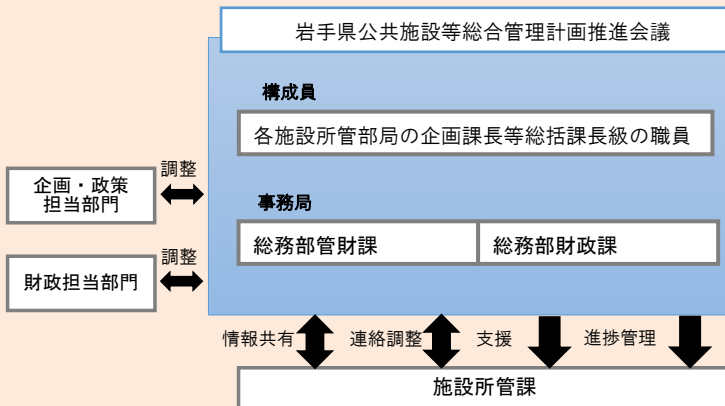 岩手県公共施設等総合管理計画推進会議
構成員
各施設所管部局の企画課長等総括課長級の職員
調整
企画・政策
担当部門
事務局
総務部管財課
総務部財政課
調整
財政担当部門
情報共有
連絡調整
支援
進捗管理
施設所管課